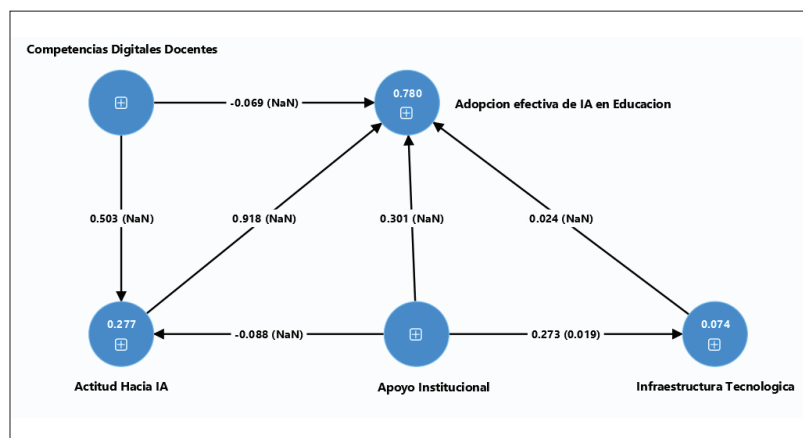 Competencias Digitales Docentes
0.780
Adopcion efectiva de IA en Educacion
-0.069 (NaN)
0.503 (NaN)
0.918 (NaN)
0.301 (NaN)
0.024 (NaN)
0.277
-0.088 (NaN)
0.273 (0.019)
0.074
Actitud Hacia IA
Apoyo Institucional
Infraestructura Tecnologica